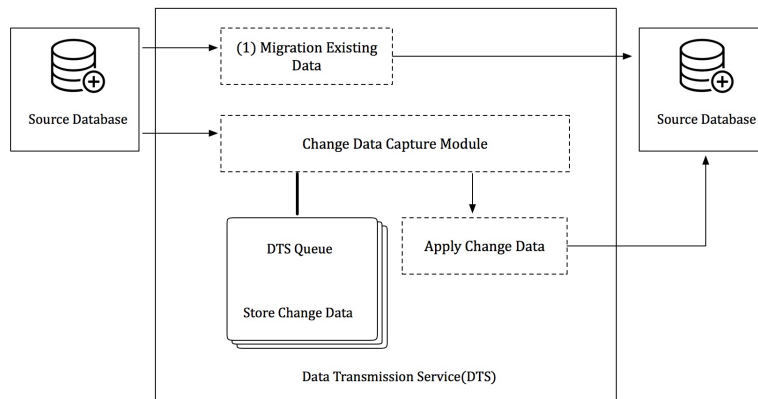 (1) Migration Existing
Data
Source Database
Source Database
Change Data Capture Module
DTS Queue
Apply Change Data
Store Change Data
Data Transmission Service(DTS)